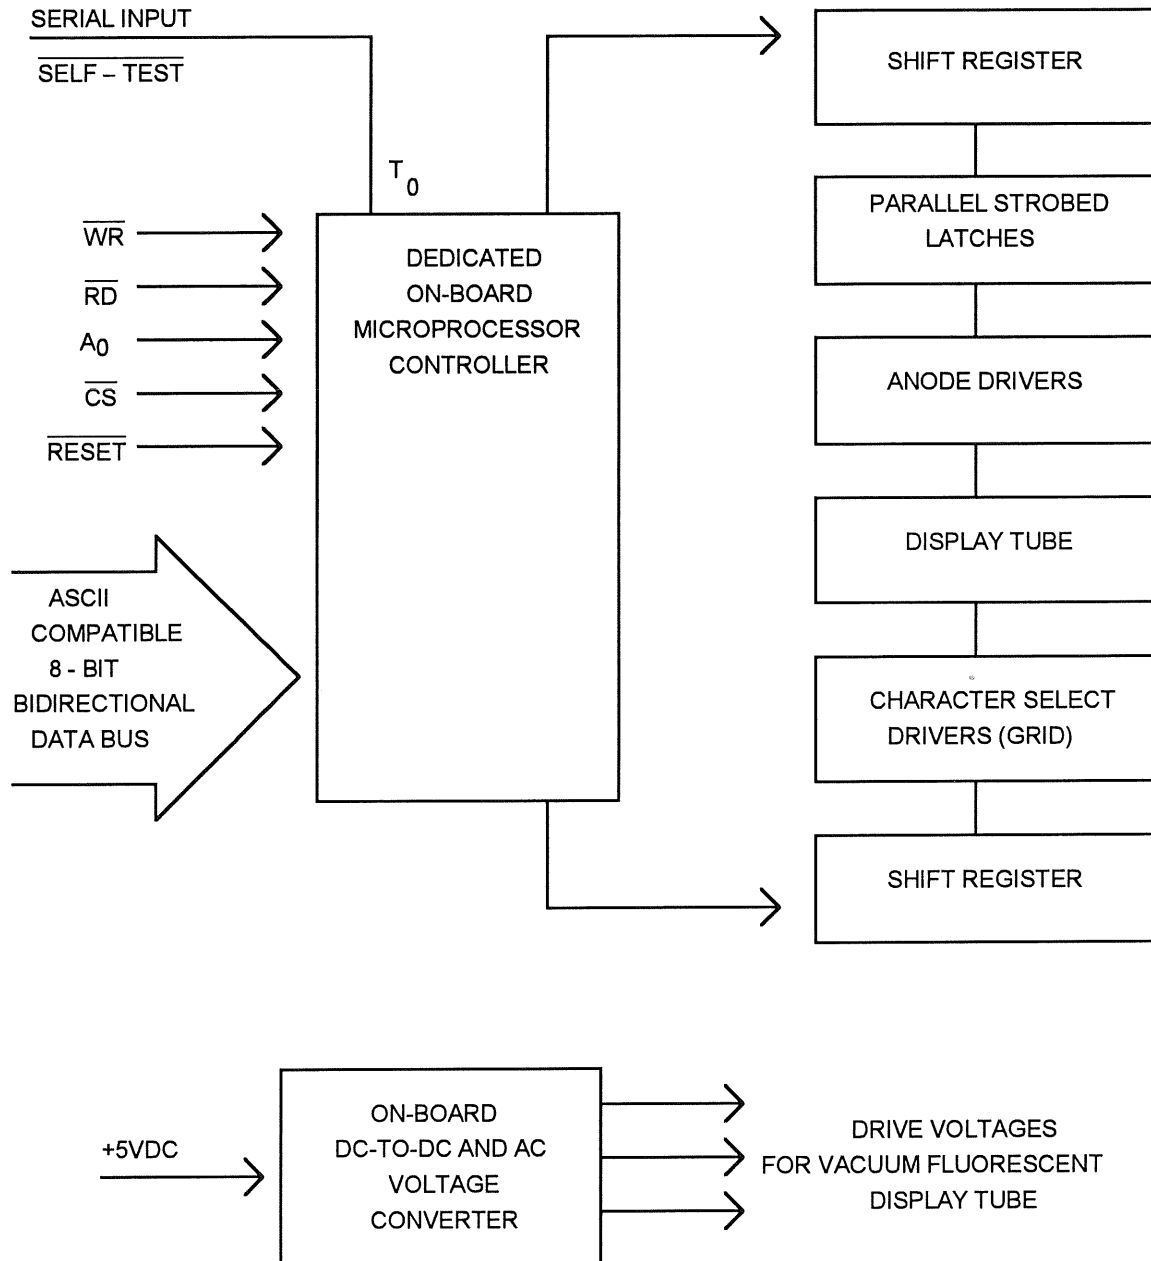 SERIAL INPUT
SELF – TEST
T0
WR
RD
A0
CS
RESET
ASCII
COMPATIBLE
8 - BIT
BIDIRECTIONAL
DATA BUS
DEDICATED
ON-BOARD
MICROPROCESSOR
CONTROLLER
SHIFT REGISTER
PARALLEL STROBED
LATCHES
ANODE DRIVERS
DISPLAY TUBE
CHARACTER SELECT
DRIVERS (GRID)
SHIFT REGISTER
+5VDC
ON-BOARD
DC-TO-DC AND AC
VOLTAGE
CONVERTER
DRIVE VOLTAGES
FOR VACUUM FLUORESCENT
DISPLAY TUBE